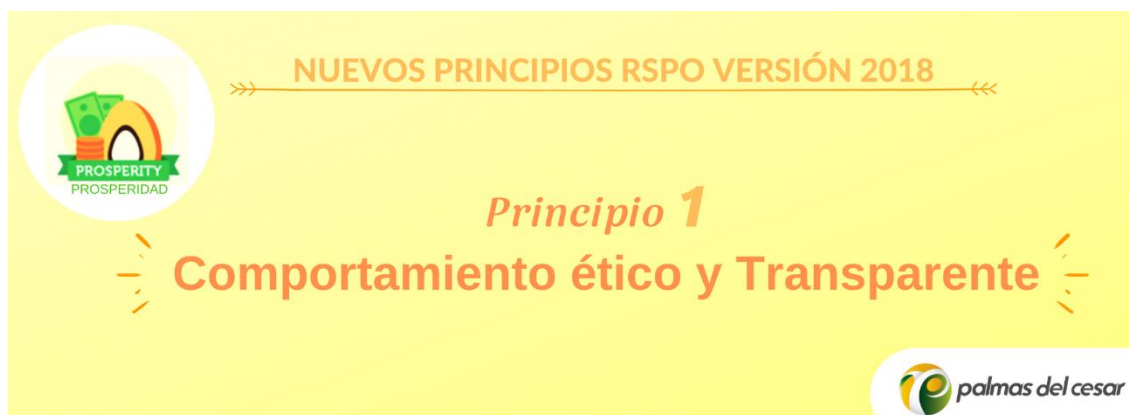 NUEVOS PRINCIPIOS RSPO VERSIÓN 2018
PROSPERITY
PROSPERIDAD
Principio 1
Comportamiento ético y Transparente
palmas del cesar